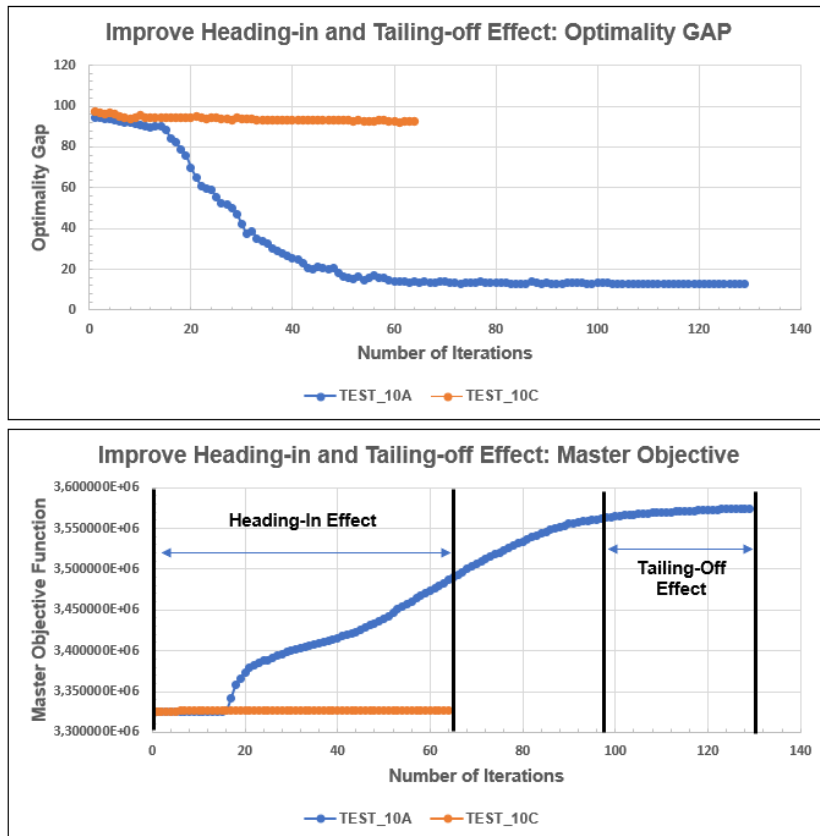 Improve Heading-in and Tailing-off Effect: Optimality GAP
120
100
80
60
40
20
0
Optimality Gap
0 20 40 60 80 100 120 140
Number of Iterations
TEST_10A TEST_10C
Improve Heading-in and Tailing-off Effect: Master Objective
3,600000E+06
3,550000E+06
3,500000E+06
3,450000E+06
3,400000E+06
3,350000E+06
3,300000E+06
Master Objective Function
Heading-In Effect
Tailing-Off
Effect
0 20 40 60 80 100 120 140
Number of Iterations
TEST_10A TEST_10C